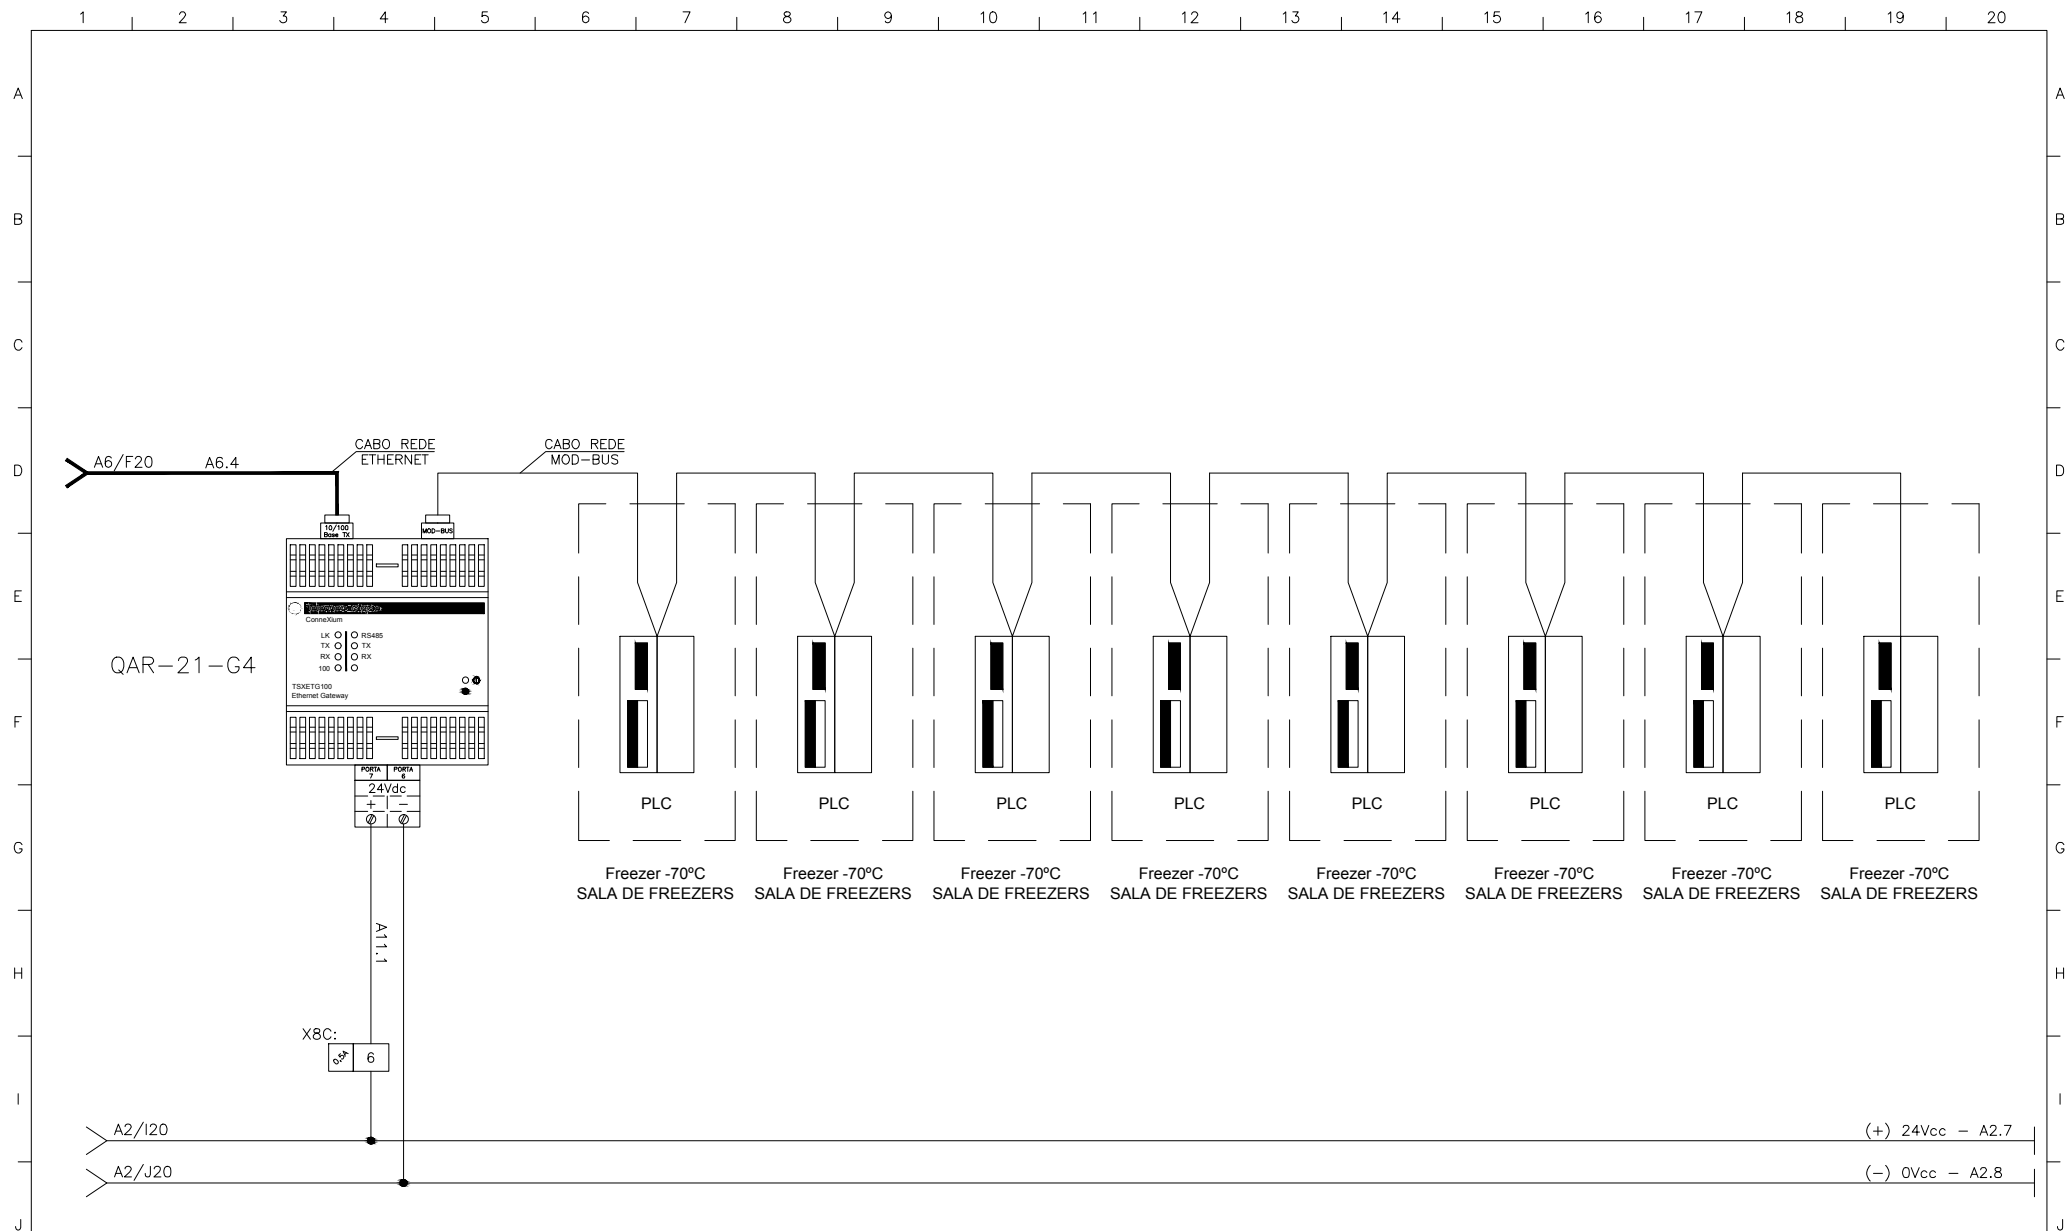 1 2 3 4 5 6 7 8 9 10 11 12 13 14 15 16 17 18 19 20
A A
B B
C C
CABO REDE
ETHERNET
CABO REDE
MOD-BUS
D A6/F20 A6.4 D
10/100
Base TX
MOD-BUS
E E
ConneXium
LK RS485
TX TX
RX RX
100
QAR-21-G4
TSXETG100
Ethernet Gateway
F F
PORTA
7
PORTA
6
24Vdc
+ -
PLC PLC PLC PLC PLC PLC PLC PLC
G G
Freezer -70ºC Freezer -70ºC Freezer -70ºC Freezer -70ºC Freezer -70ºC Freezer -70ºC Freezer -70ºC Freezer -70ºC
SALA DE FREEZERS SALA DE FREEZERS SALA DE FREEZERS SALA DE FREEZERS SALA DE FREEZERS SALA DE FREEZERS SALA DE FREEZERS SALA DE FREEZERS
A11.1
H H
X8C:
0.5A 6
I I
A2/I20 (+) 24Vcc - A2.7
A2/J20 (-) 0Vcc - A2.8
J J